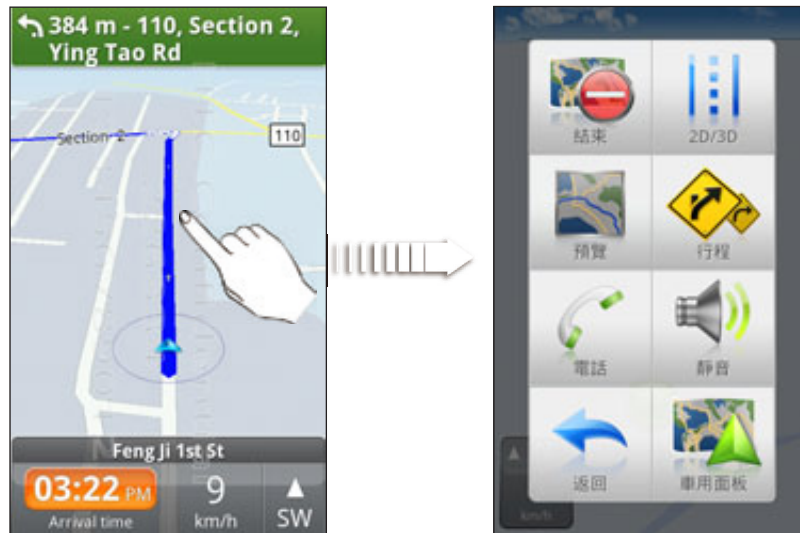 384 m - 110, Section 2,
Ying Tao Rd
Section 2
110
Feng Ji 1st St
03:22 PM
Arrival time
9
km/h
SW
結束
2D/3D
預覽
行程
電話
靜音
返回
車用面板
km/h